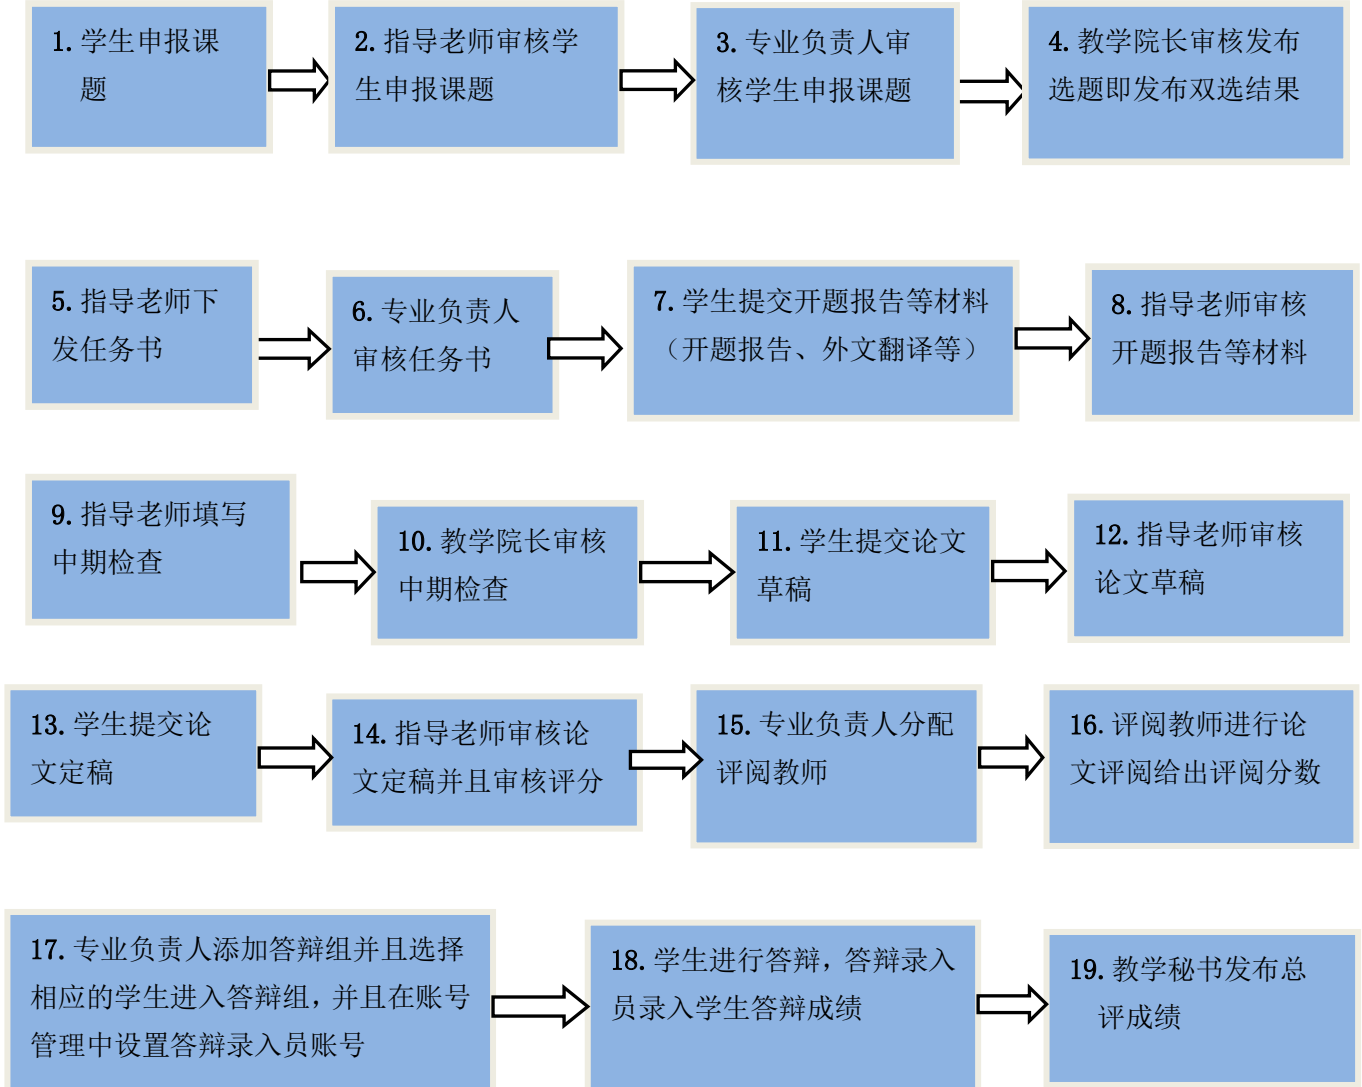 1. 学生申报课
题
2. 指导老师审核学
生申报课题
3. 专业负责人审
核学生申报课题
4. 教学院长审核发布
选题即发布双选结果
5. 指导老师下
发任务书
6. 专业负责人
审核任务书
7. 学生提交开题报告等材料
（开题报告、外文翻译等）
8. 指导老师审核
开题报告等材料
9. 指导老师填写
中期检查
10. 教学院长审核
中期检查
11. 学生提交论文
草稿
12. 指导老师审核
论文草稿
13. 学生提交论
文定稿
14. 指导老师审核论
文定稿并且审核评分
15. 专业负责人分配
评阅教师
16. 评阅教师进行论
文评阅给出评阅分数
17. 专业负责人添加答辩组并且选择
相应的学生进入答辩组，并且在账号
管理中设置答辩录入员账号
18. 学生进行答辩，答辩录入
员录入学生答辩成绩
19. 教学秘书发布总
评成绩